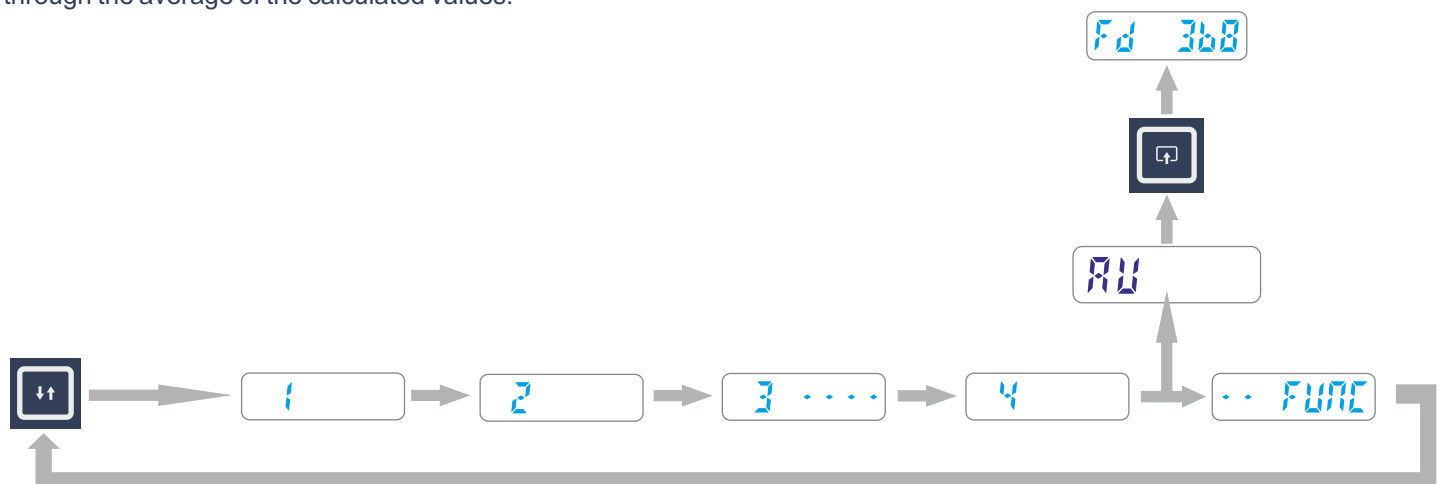 through the average of the calculated values.
Fd 3b8
AU
1
2
3 ····
4
·· FUNC